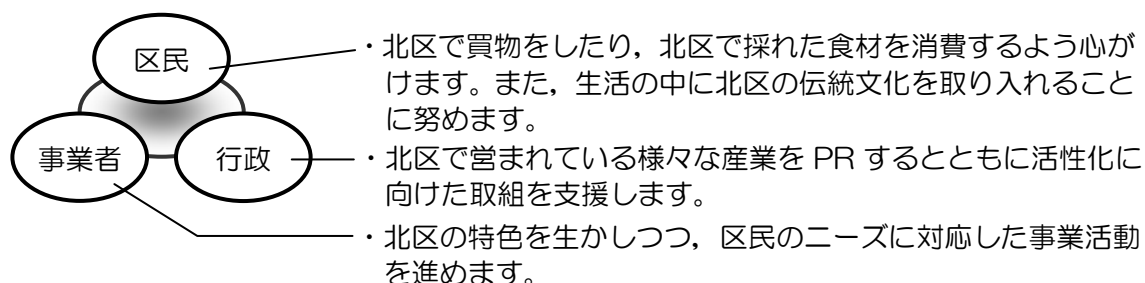 区民
事業者
行政
・北区で買物をしたり，北区で採れた食材を消費するよう心が
けます。また，生活の中に北区の伝統文化を取り入れること
に努めます。
・北区で営まれている様々な産業を PR するとともに活性化に
向けた取組を支援します。
・北区の特色を生かしつつ，区民のニーズに対応した事業活動
を進めます。